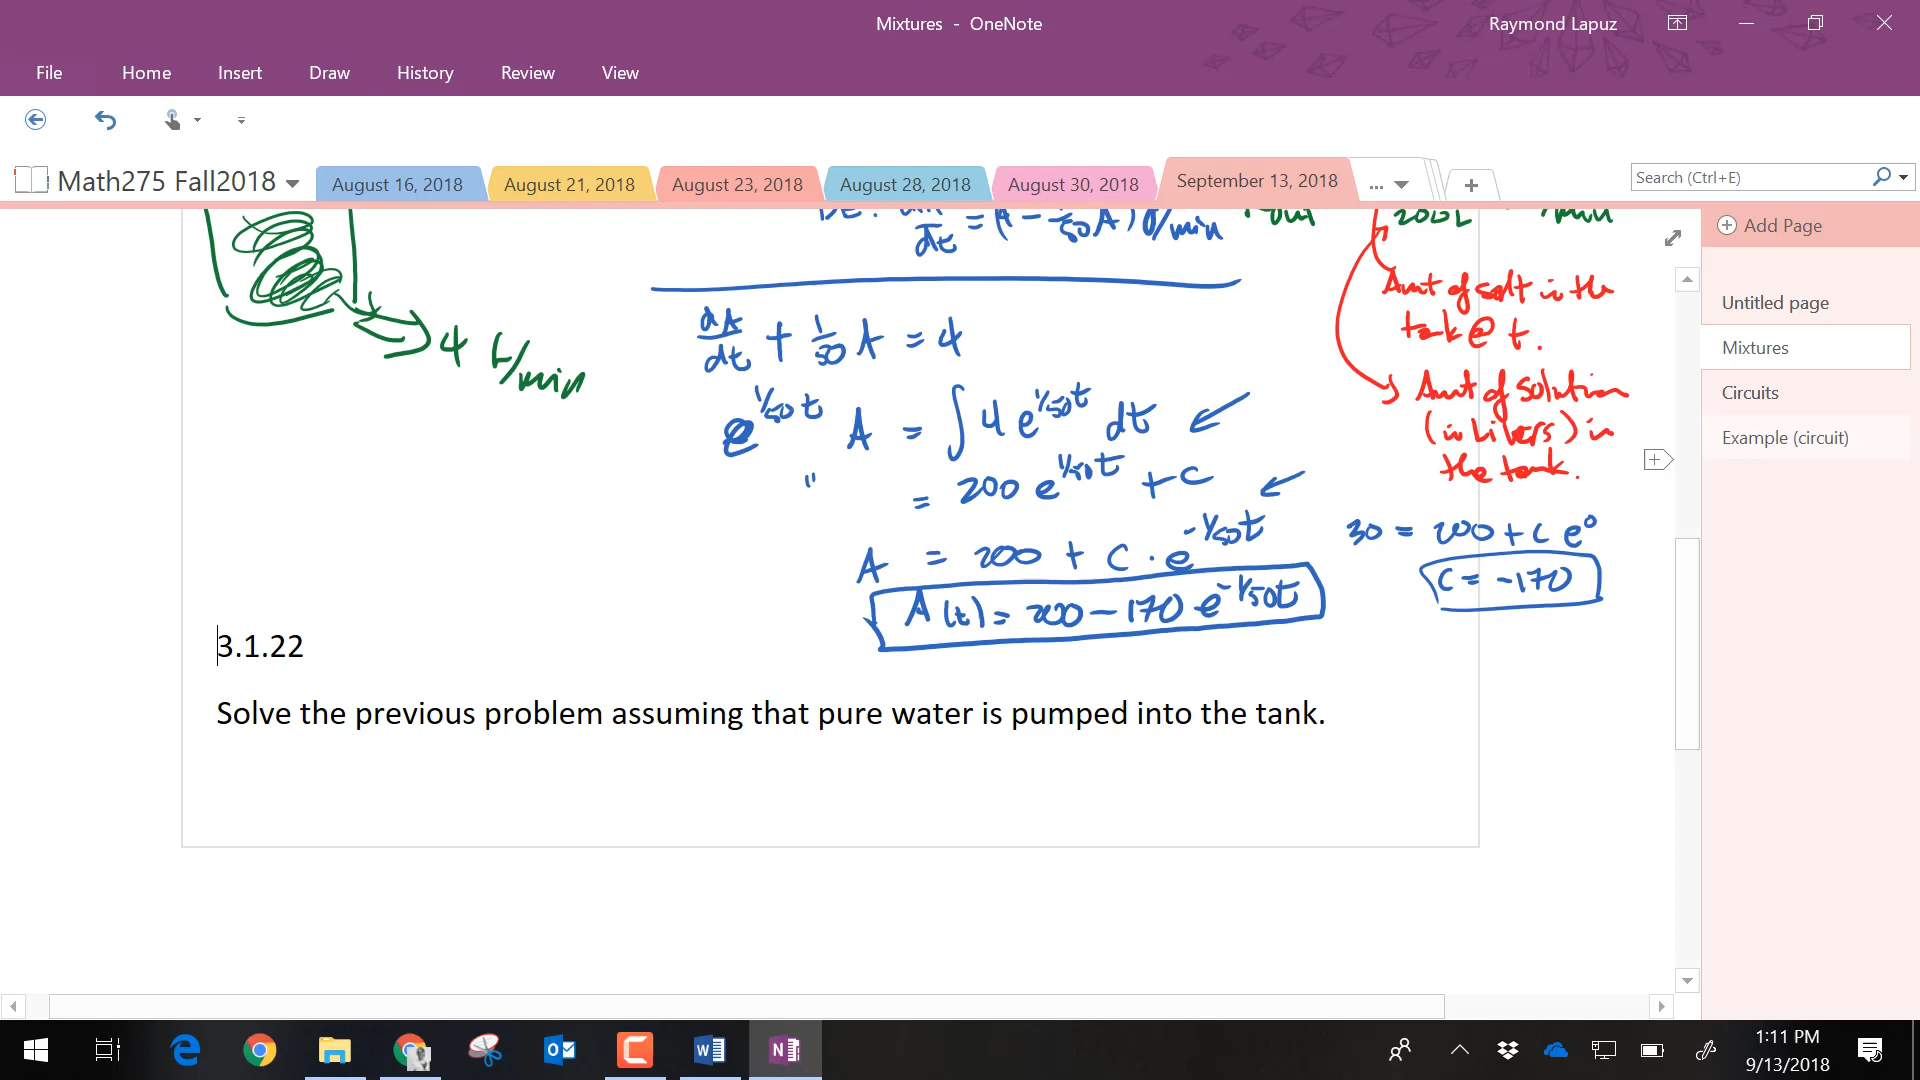 Mixtures - OneNote
Raymond Lapuz
File Home Insert Draw History Review View
Math275 Fall2018
August 16, 2018
August 21, 2018
August 23, 2018
August 28, 2018
August 30, 2018
September 13, 2018
...
Search (Ctrl+E)
Add Page
Untitled page
Mixtures
Circuits
Example (circuit)
4 L/min
200L
/min
Amt of salt in the
tank @ t.
Amt of solution
(in liters) in
the tank.
dA/dt + 1/50 A = 4
e^(1/50 t) A = ∫ 4 e^(1/50 t) dt
" = 200 e^(1/50 t) + C
A = 200 + C · e^(-1/50 t)
A(t) = 200 - 170 e^(-1/50 t)
30 = 200 + C e^0
C = -170
3.1.22
Solve the previous problem assuming that pure water is pumped into the tank.
1:11 PM
9/13/2018